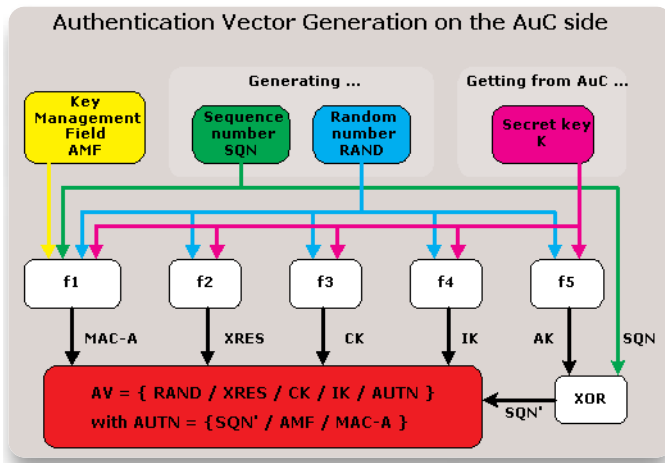 Authentication Vector Generation on the AuC side
Generating ...
Getting from AuC ...
Key
Management
Field
AMF
Sequence
number
SQN
Random
number
RAND
Secret key
K
f1
f2
f3
f4
f5
MAC-A
XRES
CK
IK
AK
SQN
AV = { RAND / XRES / CK / IK / AUTN }
with AUTN = {SQN' / AMF / MAC-A }
SQN'
XOR